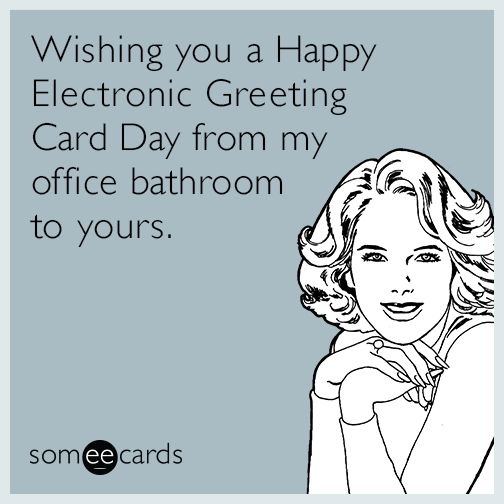 Wishing you a Happy
Electronic Greeting
Card Day from my
office bathroom
to yours.
someecards